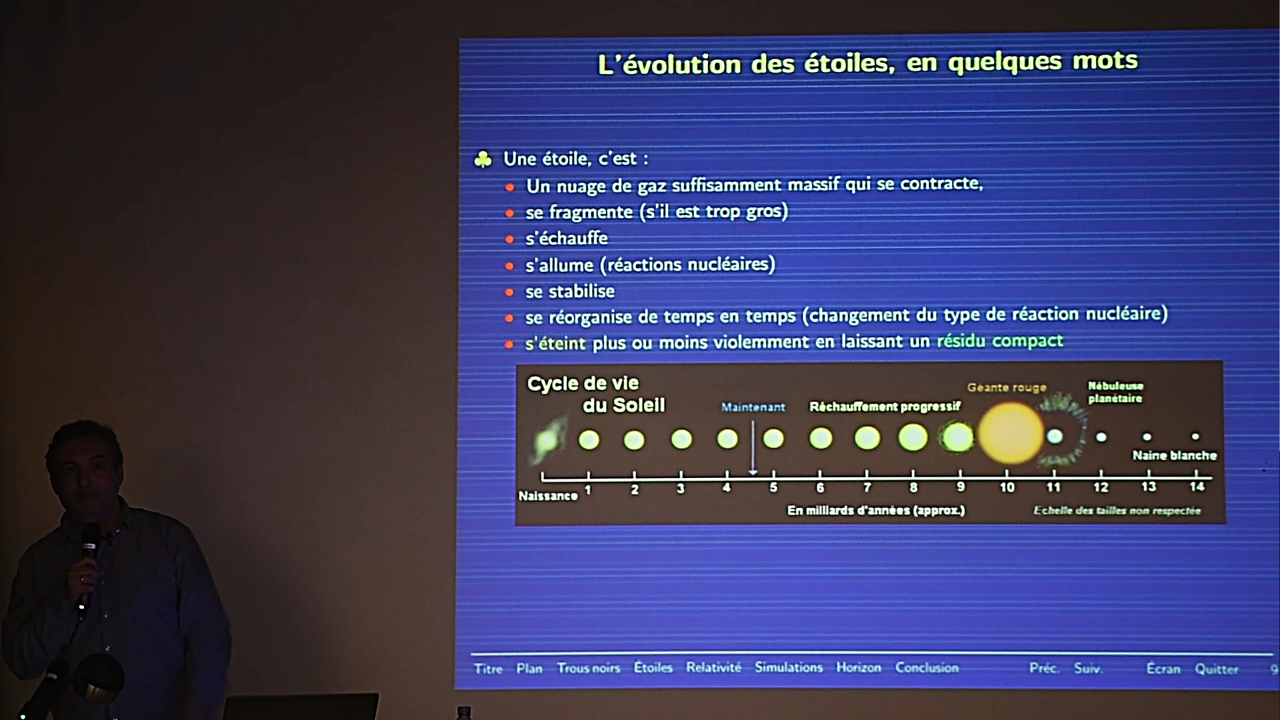 L'évolution des étoiles, en quelques mots
Une étoile, c'est :
Un nuage de gaz suffisamment massif qui se contracte,
se fragmente (s'il est trop gros)
s'échauffe
s'allume (réactions nucléaires)
se stabilise
se réorganise de temps en temps (changement du type de réaction nucléaire)
s'éteint plus ou moins violemment en laissant un résidu compact
Cycle de vie
du Soleil
Maintenant
Réchauffement progressif
Géante rouge
Nébuleuse
planétaire
Naine blanche
Naissance 1 2 3 4 5 6 7 8 9 10 11 12 13 14
En milliards d'années (approx.)
Echelle des tailles non respectée
Titre Plan Trous noirs Étoiles Relativité Simulations Horizon Conclusion Préc. Suiv. Écran Quitter